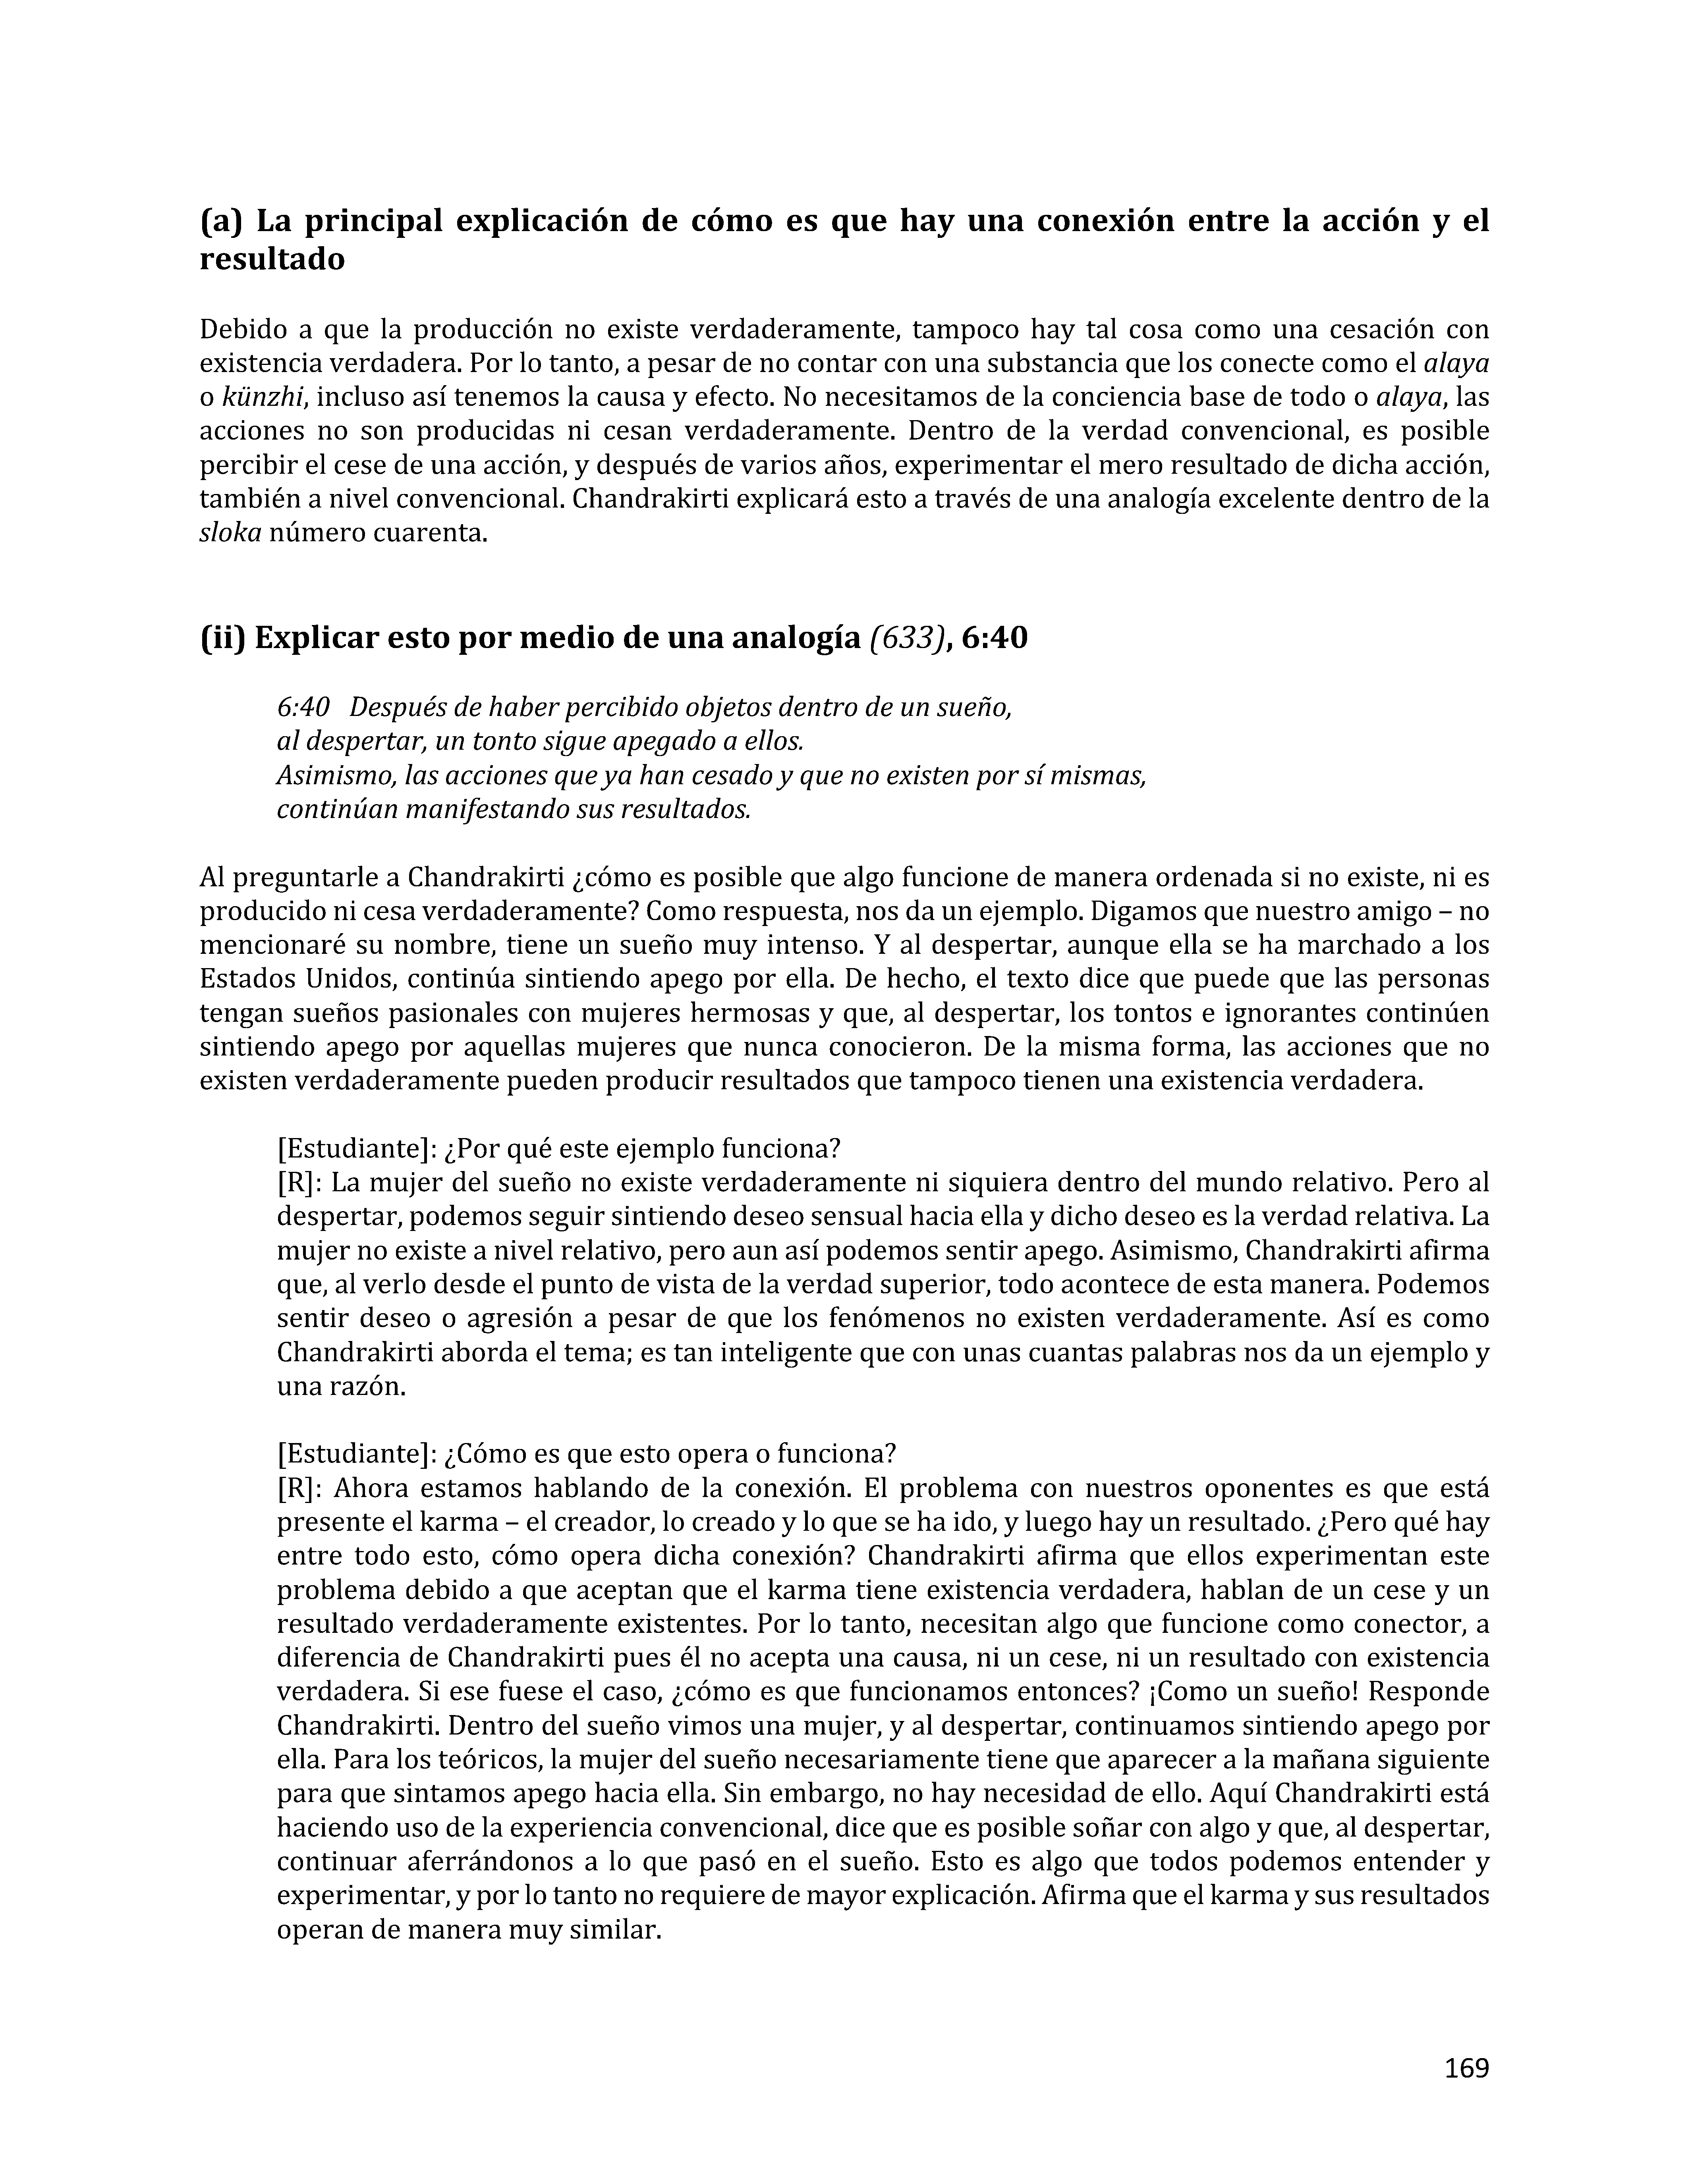 (a) La principal explicación de cómo es que hay una conexión entre la acción y el
resultado
Debido a que la producción no existe verdaderamente, tampoco hay tal cosa como una cesación con
existencia verdadera. Por lo tanto, a pesar de no contar con una substancia que los conecte como el alaya
o künzhi, incluso así tenemos la causa y efecto. No necesitamos de la conciencia base de todo o alaya, las
acciones no son producidas ni cesan verdaderamente. Dentro de la verdad convencional, es posible
percibir el cese de una acción, y después de varios años, experimentar el mero resultado de dicha acción,
también a nivel convencional. Chandrakirti explicará esto a través de una analogía excelente dentro de la
sloka número cuarenta.
(ii) Explicar esto por medio de una analogía (633), 6:40
6:40 Después de haber percibido objetos dentro de un sueño,
al despertar, un tonto sigue apegado a ellos.
Asimismo, las acciones que ya han cesado y que no existen por sí mismas,
continúan manifestando sus resultados.
Al preguntarle a Chandrakirti ¿cómo es posible que algo funcione de manera ordenada si no existe, ni es
producido ni cesa verdaderamente? Como respuesta, nos da un ejemplo. Digamos que nuestro amigo – no
mencionaré su nombre, tiene un sueño muy intenso. Y al despertar, aunque ella se ha marchado a los
Estados Unidos, continúa sintiendo apego por ella. De hecho, el texto dice que puede que las personas
tengan sueños pasionales con mujeres hermosas y que, al despertar, los tontos e ignorantes continúen
sintiendo apego por aquellas mujeres que nunca conocieron. De la misma forma, las acciones que no
existen verdaderamente pueden producir resultados que tampoco tienen una existencia verdadera.
[Estudiante]: ¿Por qué este ejemplo funciona?
[R]: La mujer del sueño no existe verdaderamente ni siquiera dentro del mundo relativo. Pero al
despertar, podemos seguir sintiendo deseo sensual hacia ella y dicho deseo es la verdad relativa. La
mujer no existe a nivel relativo, pero aun así podemos sentir apego. Asimismo, Chandrakirti afirma
que, al verlo desde el punto de vista de la verdad superior, todo acontece de esta manera. Podemos
sentir deseo o agresión a pesar de que los fenómenos no existen verdaderamente. Así es como
Chandrakirti aborda el tema; es tan inteligente que con unas cuantas palabras nos da un ejemplo y
una razón.
[Estudiante]: ¿Cómo es que esto opera o funciona?
[R]: Ahora estamos hablando de la conexión. El problema con nuestros oponentes es que está
presente el karma – el creador, lo creado y lo que se ha ido, y luego hay un resultado. ¿Pero qué hay
entre todo esto, cómo opera dicha conexión? Chandrakirti afirma que ellos experimentan este
problema debido a que aceptan que el karma tiene existencia verdadera, hablan de un cese y un
resultado verdaderamente existentes. Por lo tanto, necesitan algo que funcione como conector, a
diferencia de Chandrakirti pues él no acepta una causa, ni un cese, ni un resultado con existencia
verdadera. Si ese fuese el caso, ¿cómo es que funcionamos entonces? ¡Como un sueño! Responde
Chandrakirti. Dentro del sueño vimos una mujer, y al despertar, continuamos sintiendo apego por
ella. Para los teóricos, la mujer del sueño necesariamente tiene que aparecer a la mañana siguiente
para que sintamos apego hacia ella. Sin embargo, no hay necesidad de ello. Aquí Chandrakirti está
haciendo uso de la experiencia convencional, dice que es posible soñar con algo y que, al despertar,
continuar aferrándonos a lo que pasó en el sueño. Esto es algo que todos podemos entender y
experimentar, y por lo tanto no requiere de mayor explicación. Afirma que el karma y sus resultados
operan de manera muy similar.
169